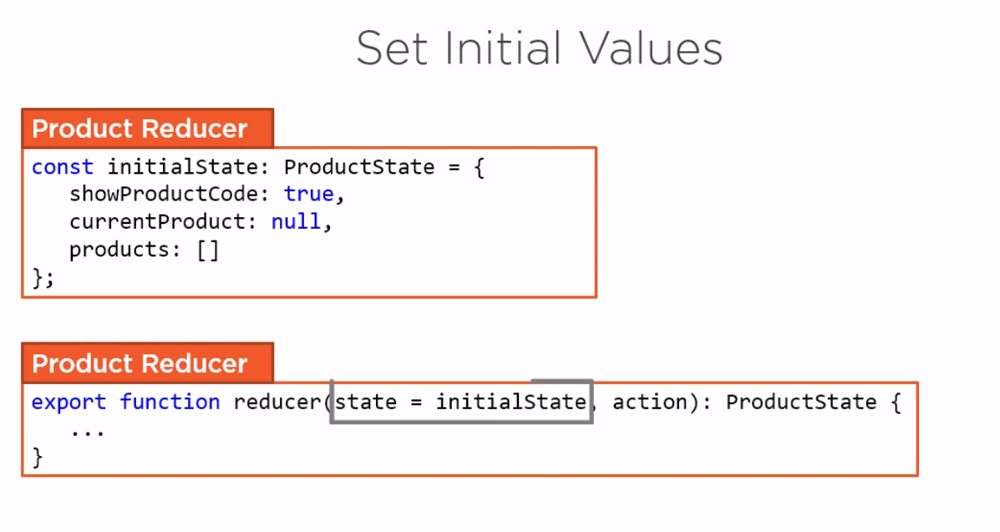 Set Initial Values
Product Reducer
const initialState: ProductState = {
   showProductCode: true,
   currentProduct: null,
   products: []
};
Product Reducer
export function reducer(state = initialState, action): ProductState {
   ...
}